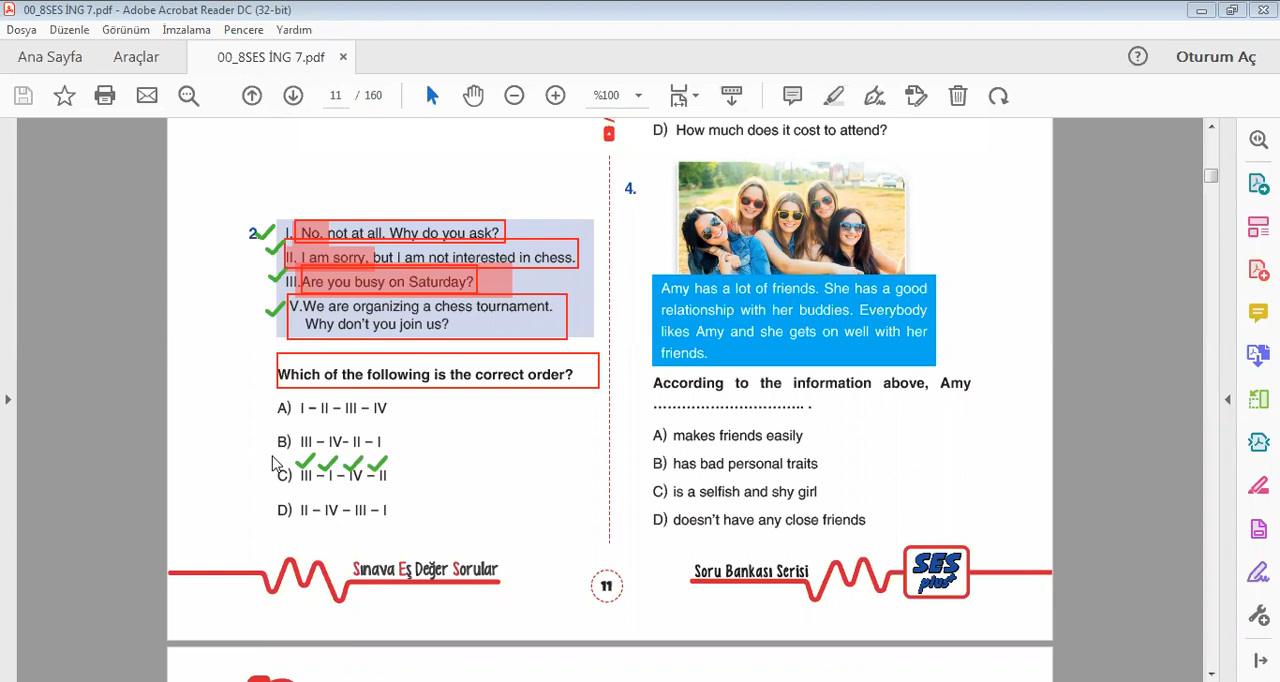 00_8SES İNG 7.pdf - Adobe Acrobat Reader DC (32-bit)
Dosya Düzenle Görünüm İmzalama Pencere Yardım
Ana Sayfa Araçlar 00_8SES İNG 7.pdf × Oturum Aç
11 / 160 %100
D) How much does it cost to attend?
2.
I. No, not at all. Why do you ask?
II. I am sorry, but I am not interested in chess.
III. Are you busy on Saturday?
V. We are organizing a chess tournament.
Why don't you join us?
Which of the following is the correct order?
A) I – II – III – IV
B) III – IV- II – I
C) III – I – IV – II
D) II – IV – III – I
Sınava Eş Değer Sorular
11
4.
Amy has a lot of friends. She has a good
relationship with her buddies. Everybody
likes Amy and she gets on well with her
friends.
According to the information above, Amy
................................. .
A) makes friends easily
B) has bad personal traits
C) is a selfish and shy girl
D) doesn't have any close friends
Soru Bankası Serisi
SES
plus+